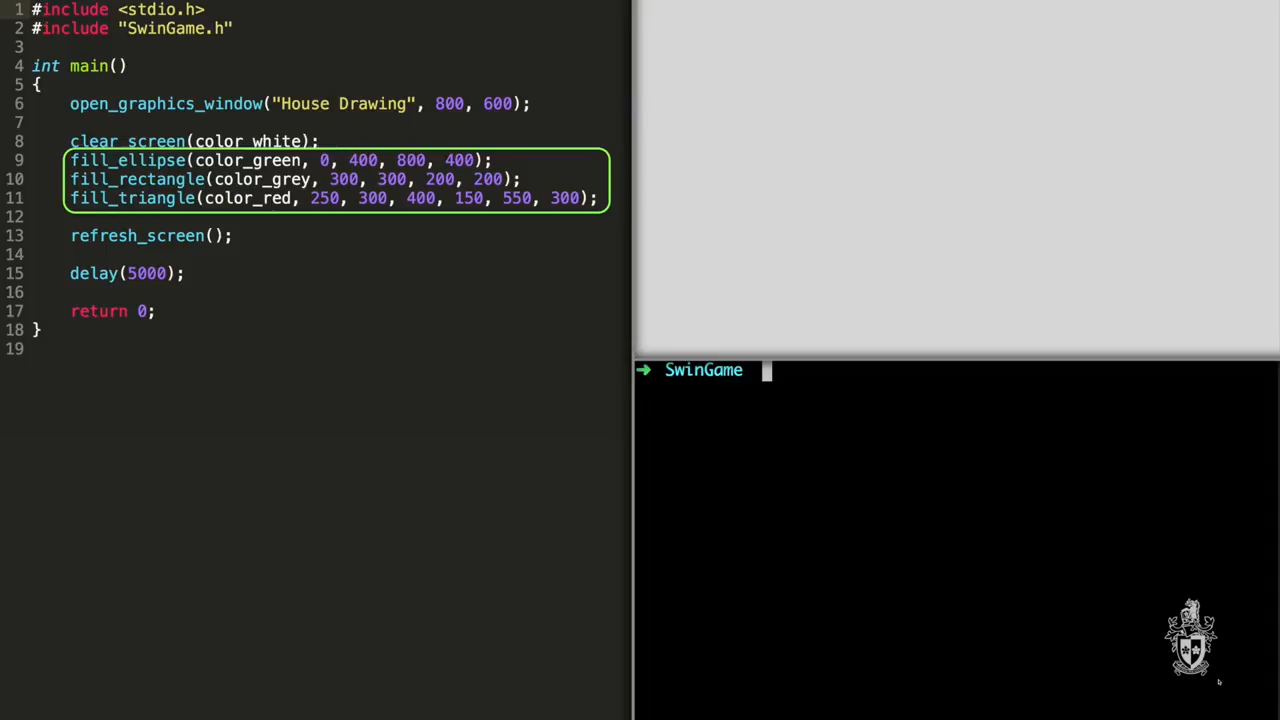 1 #include <stdio.h>
2 #include "SwinGame.h"
3
4 int main()
5 {
6 open_graphics_window("House Drawing", 800, 600);
7
8 clear_screen(color_white);
9 fill_ellipse(color_green, 0, 400, 800, 400);
10 fill_rectangle(color_grey, 300, 300, 200, 200);
11 fill_triangle(color_red, 250, 300, 400, 150, 550, 300);
12
13 refresh_screen();
14
15 delay(5000);
16
17 return 0;
18 }
19
➜ SwinGame